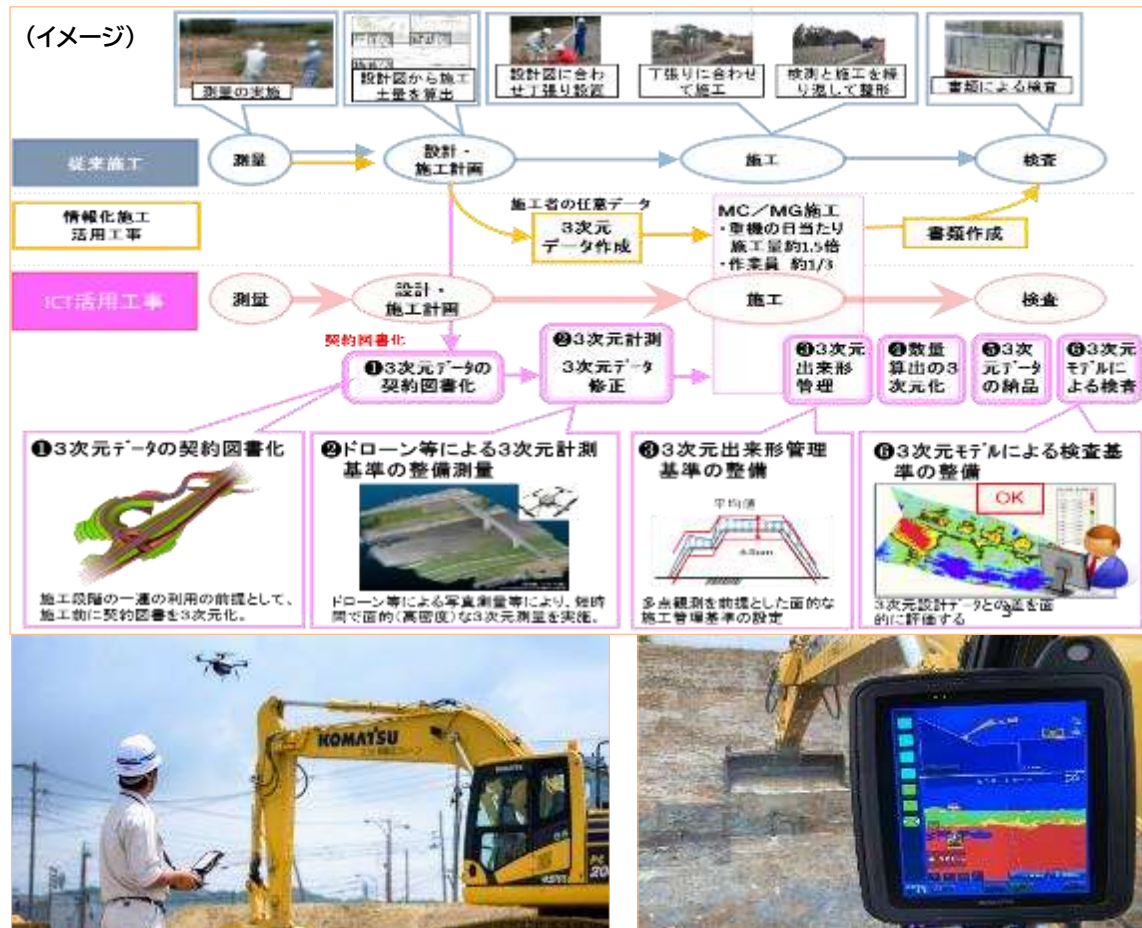 (イメージ)
測量の実施
設計図から施工
土量を算出
設計図に合わ
せ丁張り設置
丁張りに合わせ
て施工
検測と施工を繰
り返して整形
書類による検査
従来施工
測量
設計・
施工計画
施工
検査
情報化施工
活用工事
施工者の任意データ
3次元
データ作成
MC/MG施工
・重機の日当たり
施工量約1.5倍
・作業員 約1/3
書類作成
ICT活用工事
測量
設計・
施工計画
施工
検査
契約図書化
❶3次元データの
契約図書化
❷3次元計測
3次元データ
修正
❸3次元
出来形
管理
❹数量
算出の3
次元化
❺3次
元データ
の納品
❻3次元
モデルに
よる検査
❶3次元データの契約図書化
施工段階の一連の利用の前提として、
施工前に契約図書を3次元化。
❷ドローン等による3次元計測
基準の整備測量
ドローン等による写真測量等により、短時
間で面的(高密度)な3次元測量を実施。
❸3次元出来形管理
基準の整備
平均値
多点観測を前提とした面的な
施工管理基準の設定
❻3次元モデルによる検査基
準の整備
OK
3次元設計データとの差を面
的に評価する
KOMATSU
PC
200